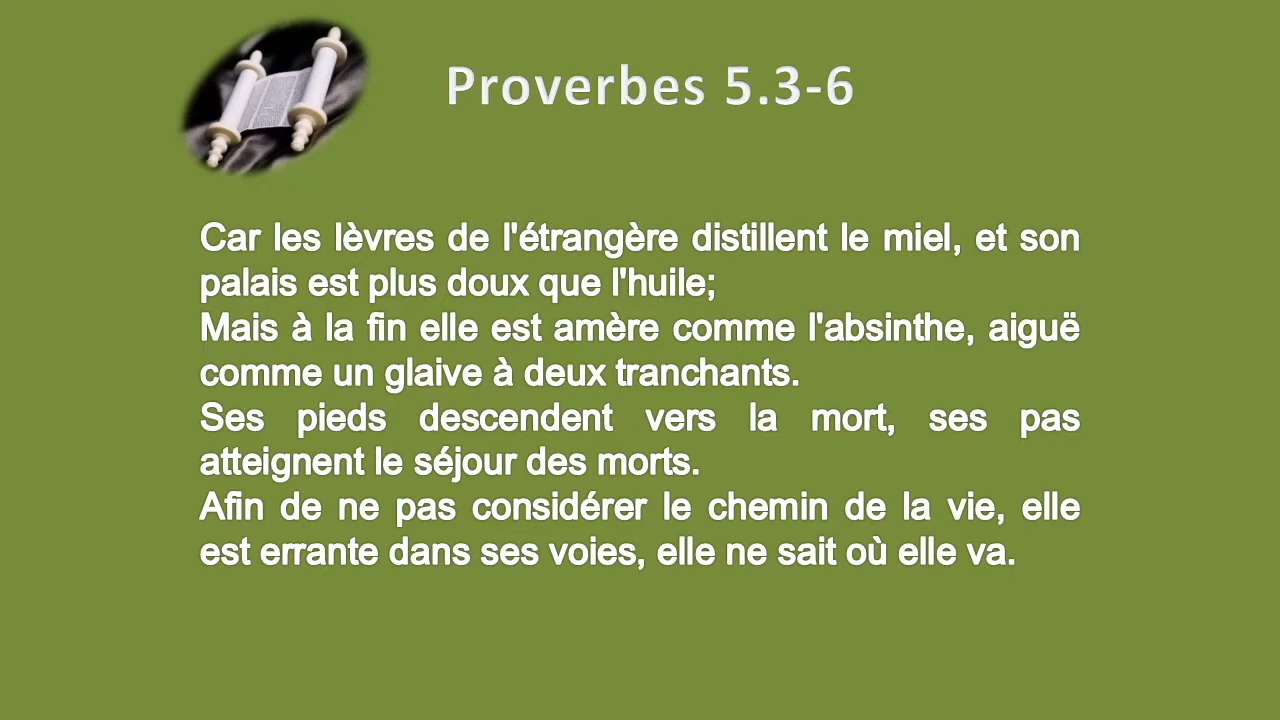 Proverbes 5.3-6
Car les lèvres de l'étrangère distillent le miel, et son
palais est plus doux que l'huile;
Mais à la fin elle est amère comme l'absinthe, aiguë
comme un glaive à deux tranchants.
Ses pieds descendent vers la mort, ses pas
atteignent le séjour des morts.
Afin de ne pas considérer le chemin de la vie, elle
est errante dans ses voies, elle ne sait où elle va.